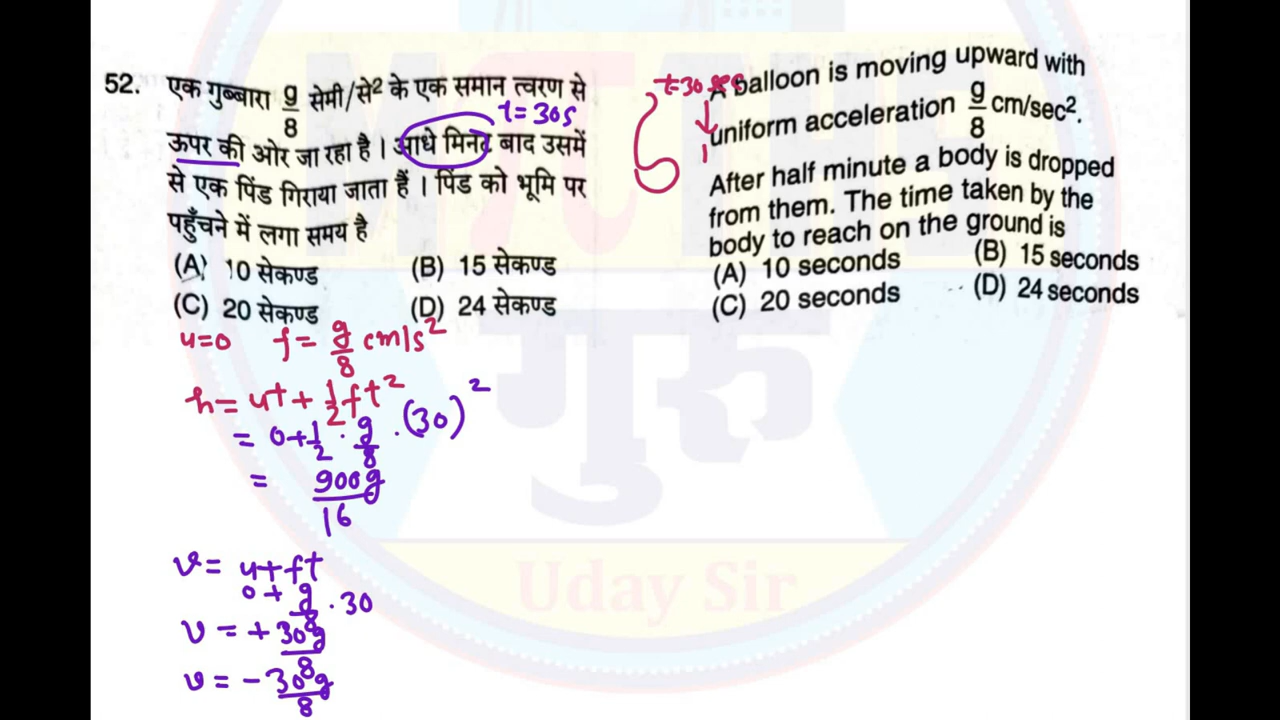 52. एक गुब्बारा g/8 सेमी/से² के एक समान त्वरण से
t=30s
ऊपर की ओर जा रहा है। आधे मिनट बाद उसमें
से एक पिंड गिराया जाता हैं । पिंड को भूमि पर
पहुँचने में लगा समय है
(A) 10 सेकण्ड (B) 15 सेकण्ड
(C) 20 सेकण्ड (D) 24 सेकण्ड
t=30 sec
A balloon is moving upward with
uniform acceleration g/8 cm/sec².
After half minute a body is dropped
from them. The time taken by the
body to reach on the ground is
(A) 10 seconds (B) 15 seconds
(C) 20 seconds (D) 24 seconds
u=0 f= g/8 cm/s²
h= ut + 1/2 ft²
= 0+1/2 · g/8 · (30)²
= 900g/16
v= u+ft
0 + g/8 · 30
v = + 30g/8
v = - 30g/8
गुरु
Uday Sir